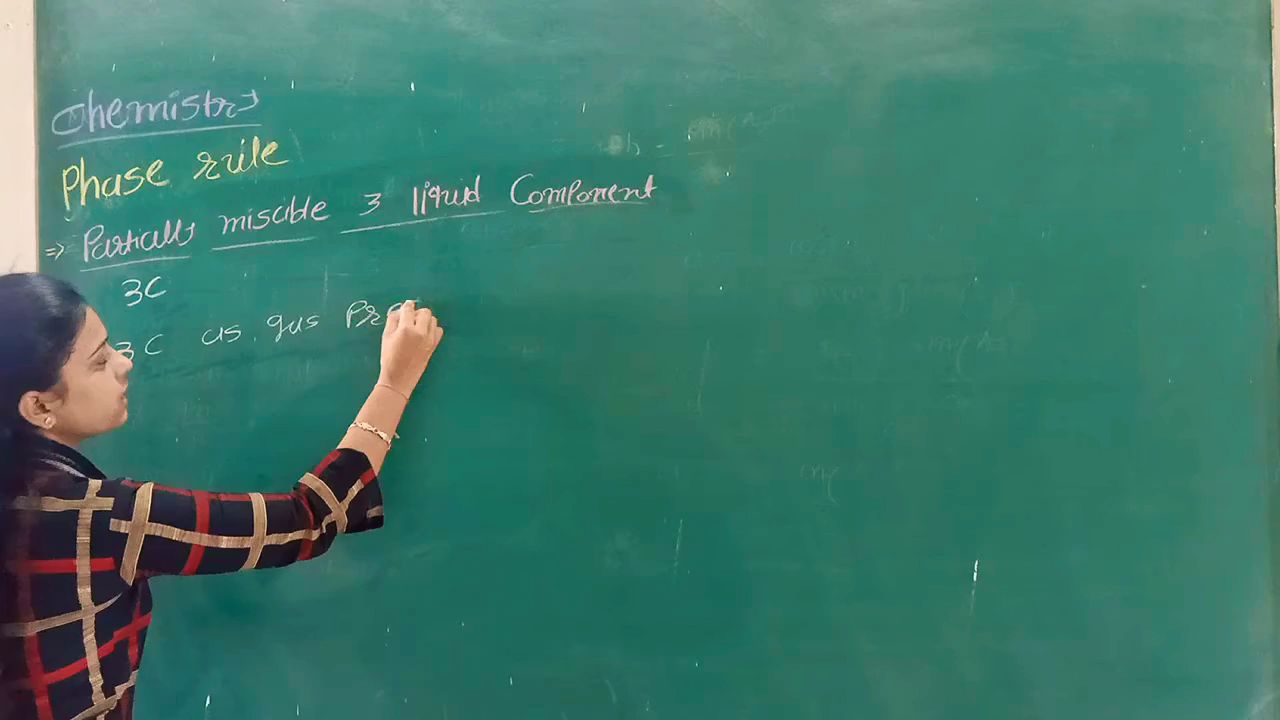 Chemistry
Phase rule
⇒ Partially miscible 3 liquid Component
3C
3C as gas Pr